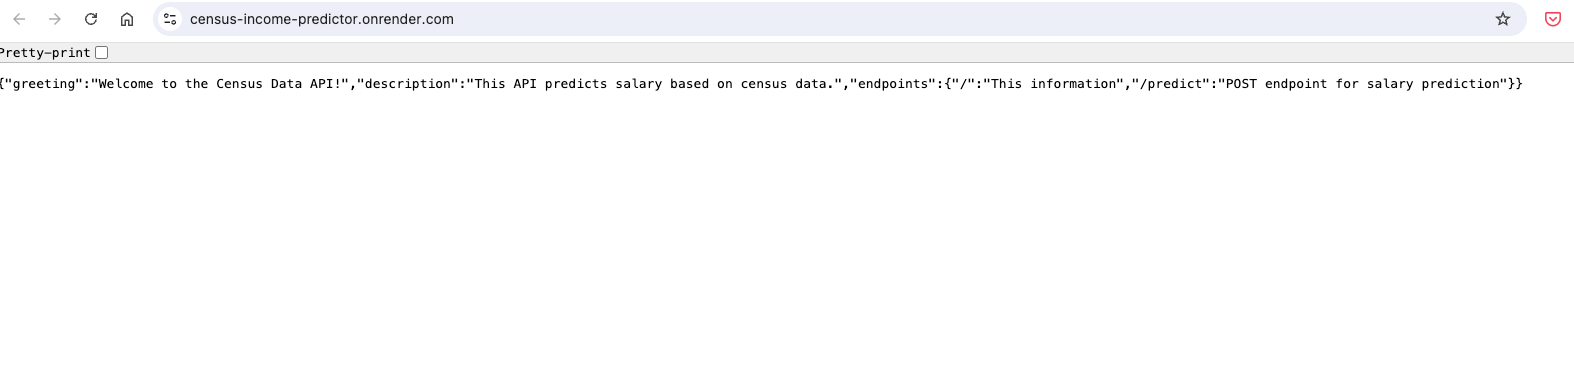 census-income-predictor.onrender.com
Pretty-print
{"greeting":"Welcome to the Census Data API!","description":"This API predicts salary based on census data.","endpoints":{"/":"This information","/predict":"POST endpoint for salary prediction"}}